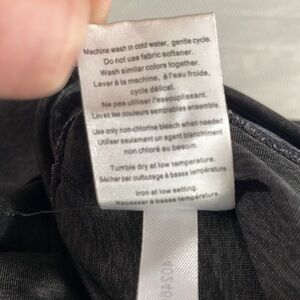 Machine wash in cold water, gentle cycle.
Do not use fabric softener.
Wash similar colors together.
Laver à la machine, à l'eau froide,
cycle délicat.
Ne pas utiliser l'assouplissant.
Lavez les couleurs semblables ensemble.
Use only non-chlorine bleach when needed
Utiliser seulement un agent blanchiment
non chloré au besoin.
Tumble dry at low temperature.
Sécher par culbutage à basse température.
Iron at low setting.
Repasser à basse température.